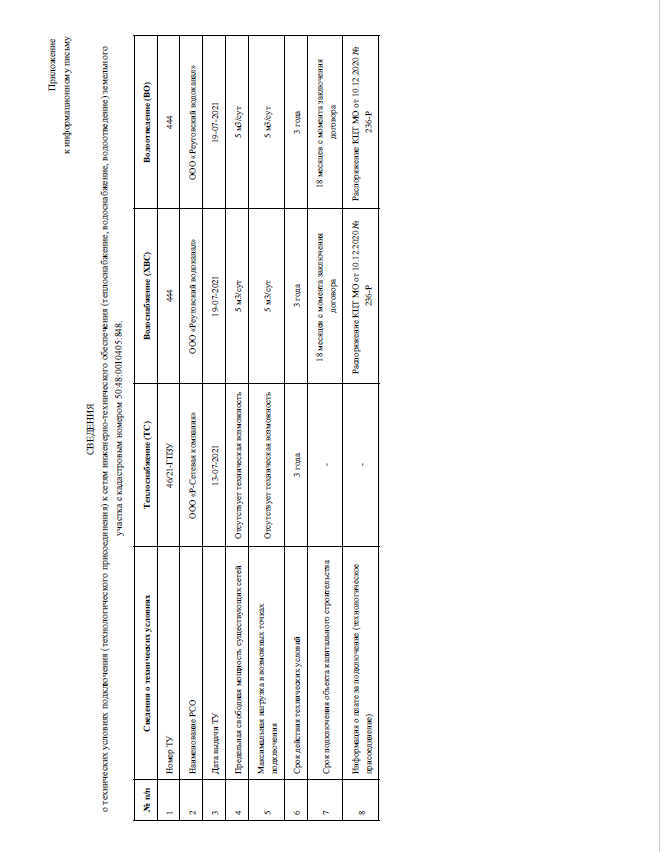 Приложение
к информационному письму
СВЕДЕНИЯ
о технических условиях подключения (технологического присоединения) к сетям инженерно-технического обеспечения (теплоснабжение, водоснабжение, водоотведение) земельного
участка с кадастровым номером 50:48:0010405:848.
№ п/п Сведения о технических условиях Теплоснабжение (ТС) Водоснабжение (ХВС) Водоотведение (ВО)
1 Номер ТУ 46/21-ГПЗУ 444 444
2 Наименование РСО ООО «Р-Сетевая компания» ООО «Реутовский водоканал» ООО «Реутовский водоканал»
3 Дата выдачи ТУ 13-07-2021 19-07-2021 19-07-2021
4 Предельная свободная мощность существующих сетей Отсутствует техническая возможность 5 м3/сут 5 м3/сут
5 Максимальная нагрузка в возможных точках
подключения Отсутствует техническая возможность 5 м3/сут 5 м3/сут
6 Срок действия технических условий 3 года 3 года 3 года
7 Срок подключения объекта капитального строительства - 18 месяцев с момента заключения
договора 18 месяцев с момента заключения
договора
8 Информация о плате за подключение (технологическое
присоединение) - Распоряжение КЦТ МО от 10.12.2020 №
236-Р Распоряжение КЦТ МО от 10.12.2020 №
236-Р